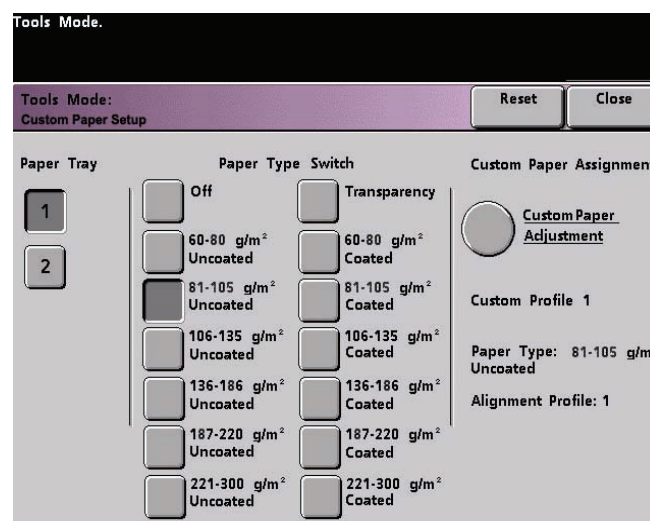 Tools Mode.
Tools Mode:
Custom Paper Setup
Reset
Close
Paper Tray
1
2
Paper Type Switch
Off
Transparency
60-80 g/m²
Uncoated
60-80 g/m²
Coated
81-105 g/m²
Uncoated
81-105 g/m²
Coated
106-135 g/m²
Uncoated
106-135 g/m²
Coated
136-186 g/m²
Uncoated
136-186 g/m²
Coated
187-220 g/m²
Uncoated
187-220 g/m²
Coated
221-300 g/m²
Uncoated
221-300 g/m²
Coated
Custom Paper Assignmen
Custom Paper
Adjustment
Custom Profile 1
Paper Type: 81-105 g/m
Uncoated
Alignment Profile: 1